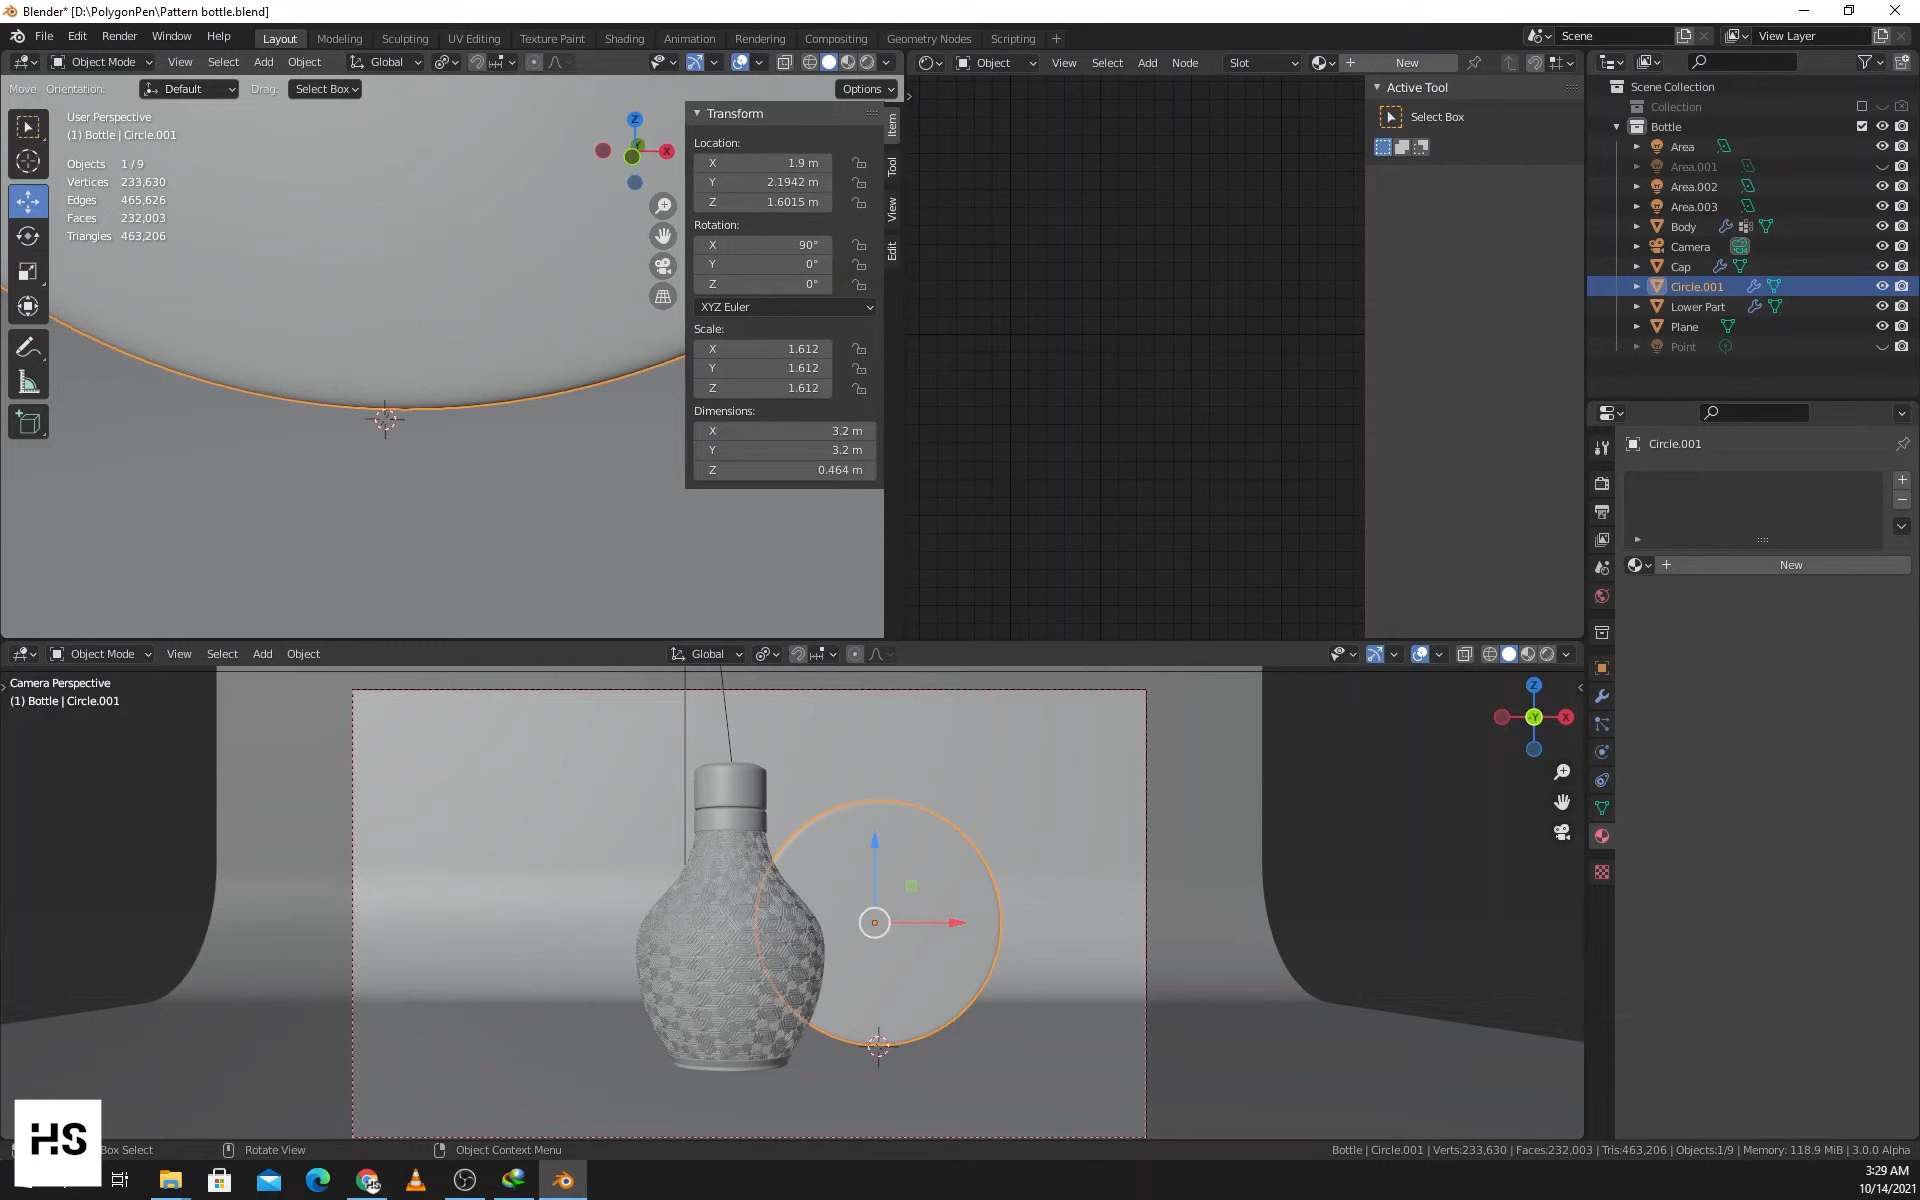 Blender* [D:\PolygonPen\Pattern bottle.blend]
File Edit Render Window Help Layout Modeling Sculpting UV Editing Texture Paint Shading Animation Rendering Compositing Geometry Nodes Scripting + Scene View Layer
Object Mode View Select Add Object Global
Object View Select Add Node Slot New
Move Orientation: Default Drag: Select Box Options
User Perspective
(1) Bottle | Circle.001
Objects 1 / 9
Vertices 233,630
Edges 465,626
Faces 232,003
Triangles 463,206
Z
X
Y
Transform
Location:
X 1.9 m
Y 2.1942 m
Z 1.6015 m
Rotation:
X 90°
Y 0°
Z 0°
XYZ Euler
Scale:
X 1.612
Y 1.612
Z 1.612
Dimensions:
X 3.2 m
Y 3.2 m
Z 0.464 m
Item
Tool
View
Edit
Active Tool
Select Box
Scene Collection
Collection
Bottle
Area
Area.001
Area.002
Area.003
Body
Camera
Cap
Circle.001
Lower Part
Plane
Point
Circle.001
New
Object Mode View Select Add Object Global
Camera Perspective
(1) Bottle | Circle.001
Z
-Y
X
HS
Box Select Rotate View Object Context Menu
Bottle | Circle.001 | Verts:233,630 | Faces:232,003 | Tris:463,206 | Objects:1/9 | Memory: 118.9 MiB | 3.0.0 Alpha
3:29 AM
10/14/2021